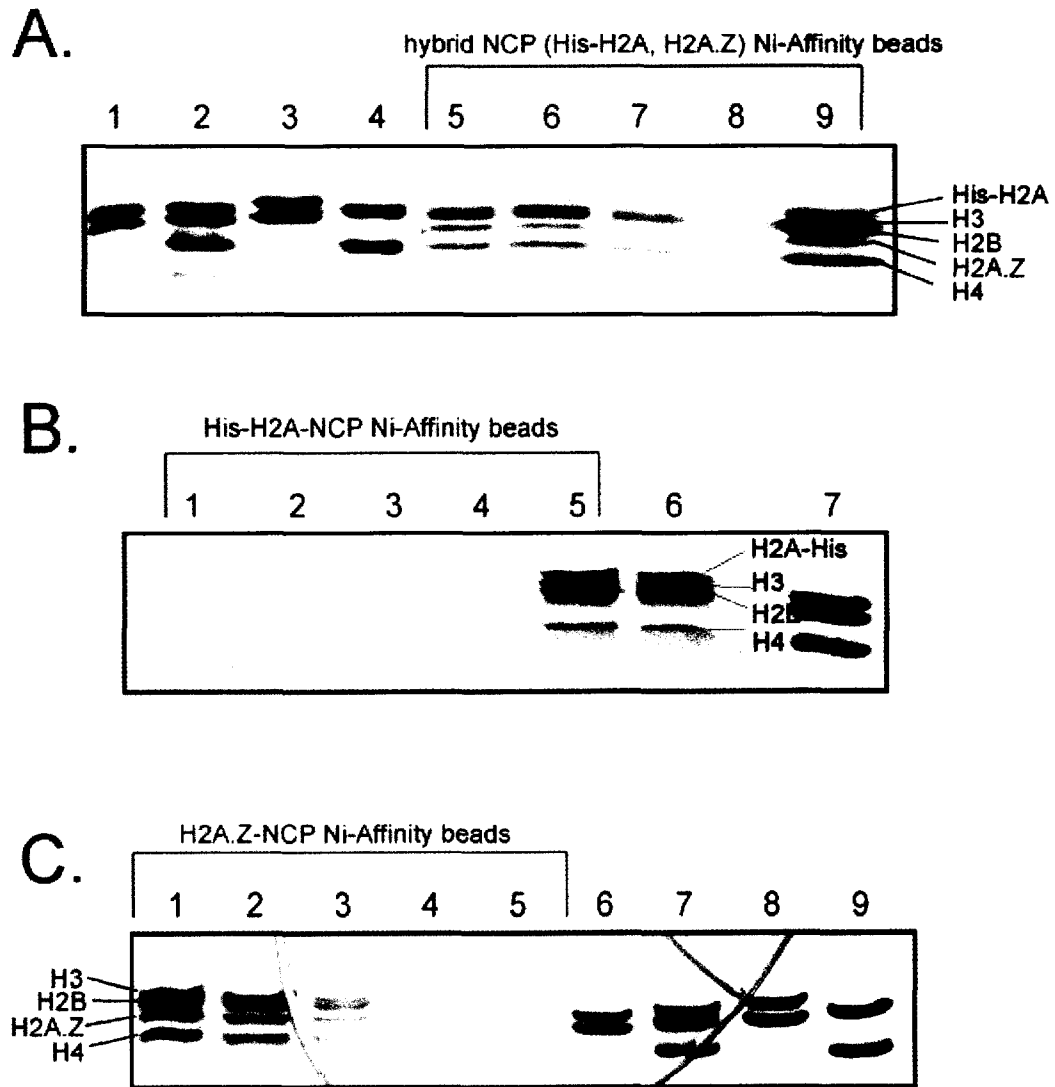 A.
hybrid NCP (His-H2A, H2A.Z) Ni-Affinity beads
1 2 3 4 5 6 7 8 9
His-H2A
H3
H2B
H2A.Z
H4
B.
His-H2A-NCP Ni-Affinity beads
1 2 3 4 5 6 7
H2A-His
H3
H2B
H4
C.
H2A.Z-NCP Ni-Affinity beads
1 2 3 4 5 6 7 8 9
H3
H2B
H2A.Z
H4